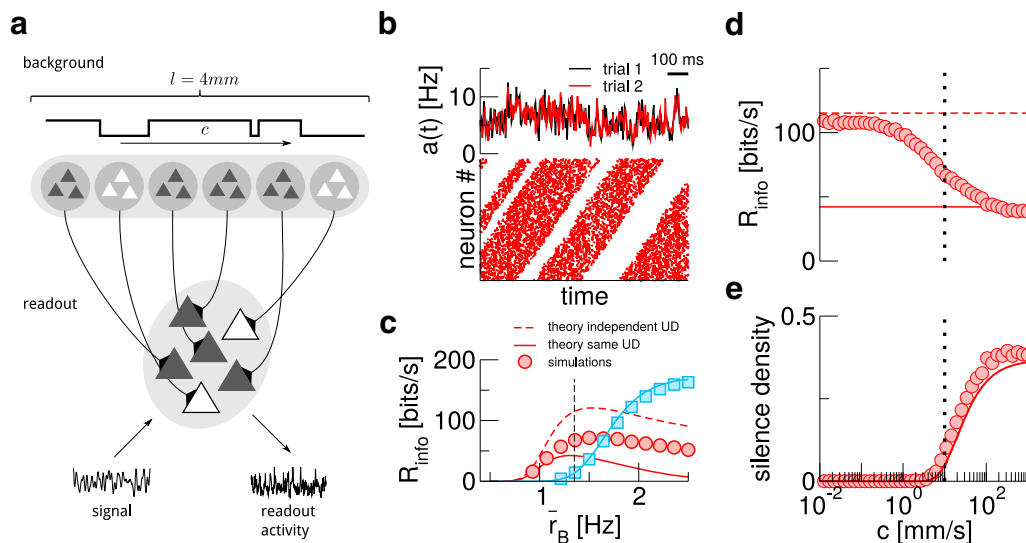 a
background
l = 4mm
c
readout
signal
readout
activity
b
trial 1
trial 2
100 ms
a(t) [Hz]
10
0
neuron #
time
c
theory independent UD
theory same UD
simulations
R_info [bits/s]
200
100
0
1
2
r̄_B [Hz]
d
R_info [bits/s]
100
0
e
silence density
0.5
0
10^-2
10^0
10^2
c [mm/s]